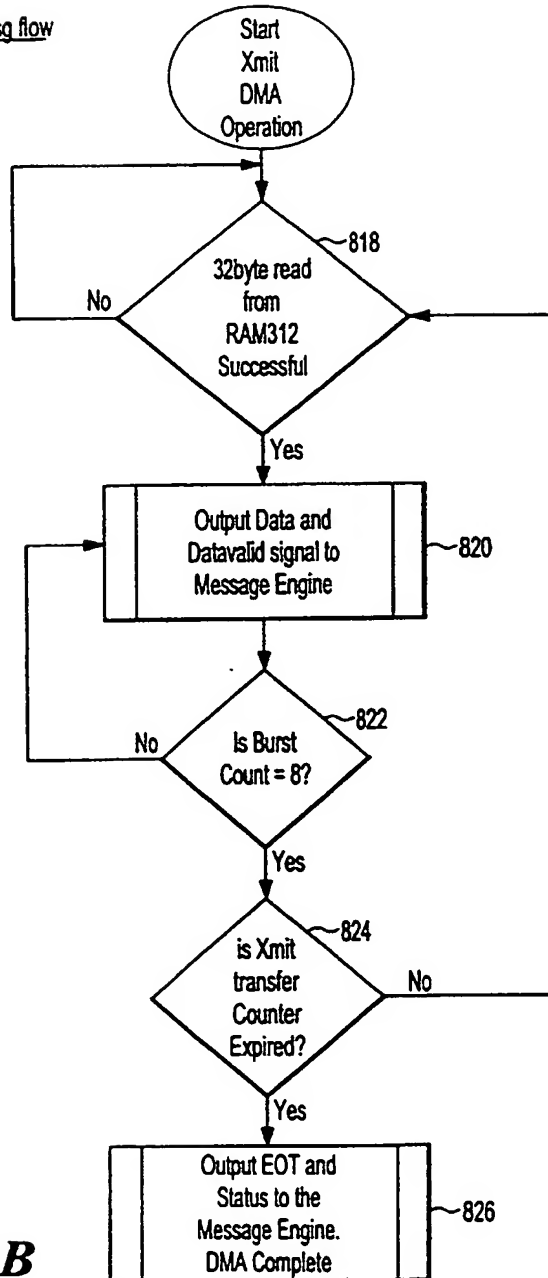 flow
Start
Xmit
DMA
Operation
818
32byte read
from
RAM312
Successful
No
Yes
Output Data and
Datavalid signal to
Message Engine
820
822
No
Is Burst
Count = 8?
Yes
824
is Xmit
transfer
Counter
Expired?
No
Yes
Output EOT and
Status to the
Message Engine.
DMA Complete
826
B